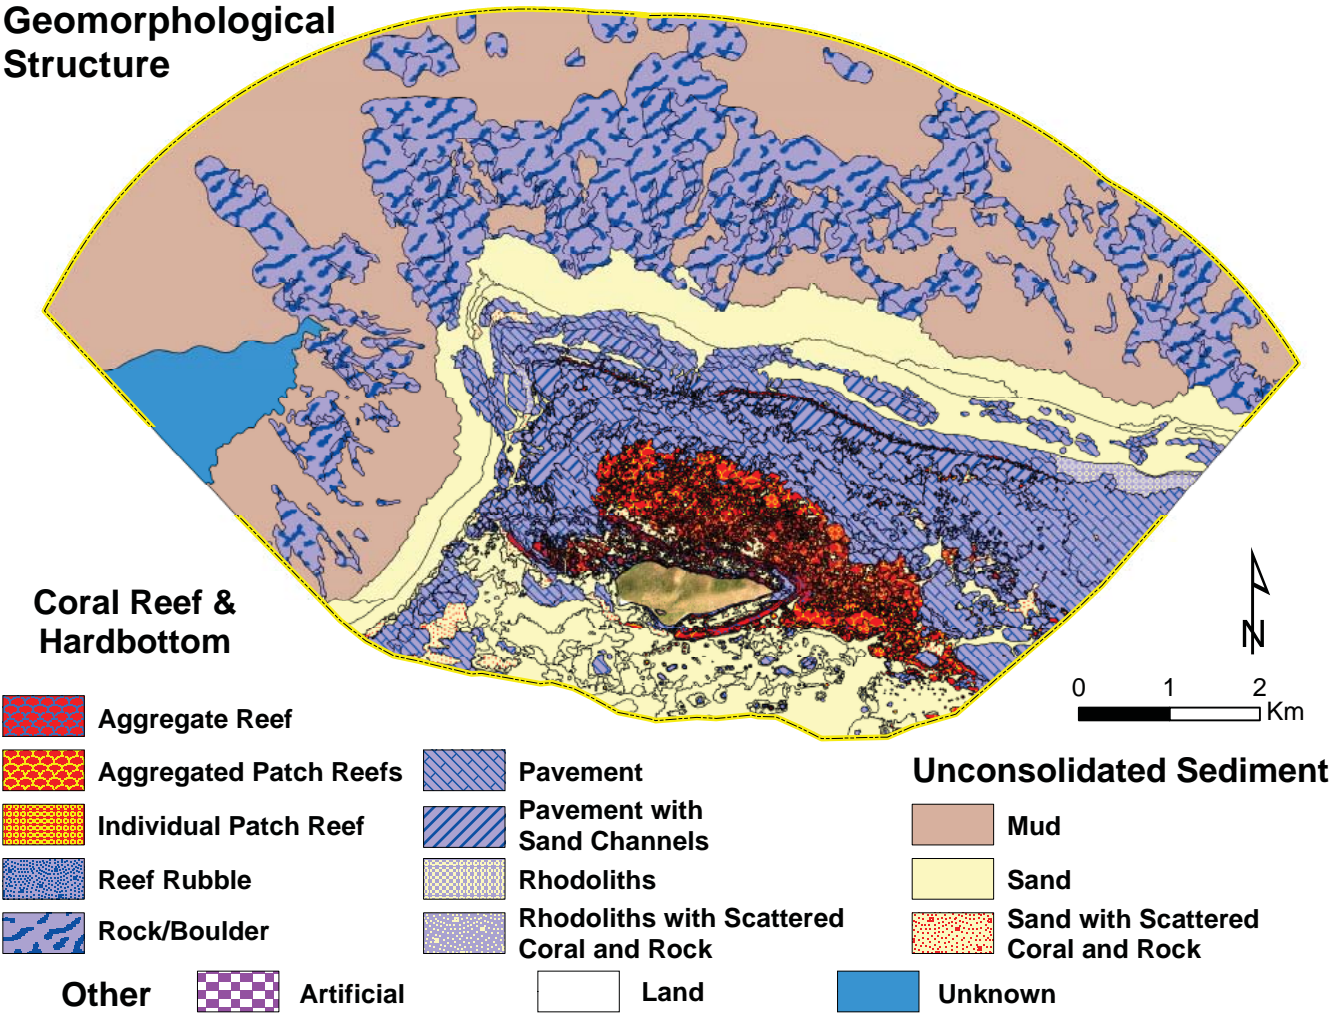 Geomorphological
Structure
N
0 1 2
Km
Coral Reef &
Hardbottom
Aggregate Reef
Aggregated Patch Reefs
Individual Patch Reef
Reef Rubble
Rock/Boulder
Pavement
Pavement with
Sand Channels
Rhodoliths
Rhodoliths with Scattered
Coral and Rock
Unconsolidated Sediment
Mud
Sand
Sand with Scattered
Coral and Rock
Other
Artificial
Land
Unknown